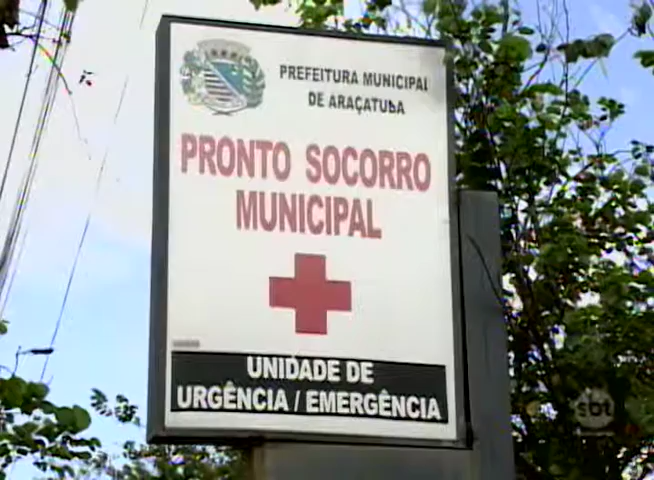 PREFEITURA MUNICIPAL
DE ARAÇATUBA
PRONTO SOCORRO
MUNICIPAL
UNIDADE DE
URGÊNCIA / EMERGÊNCIA
sbt